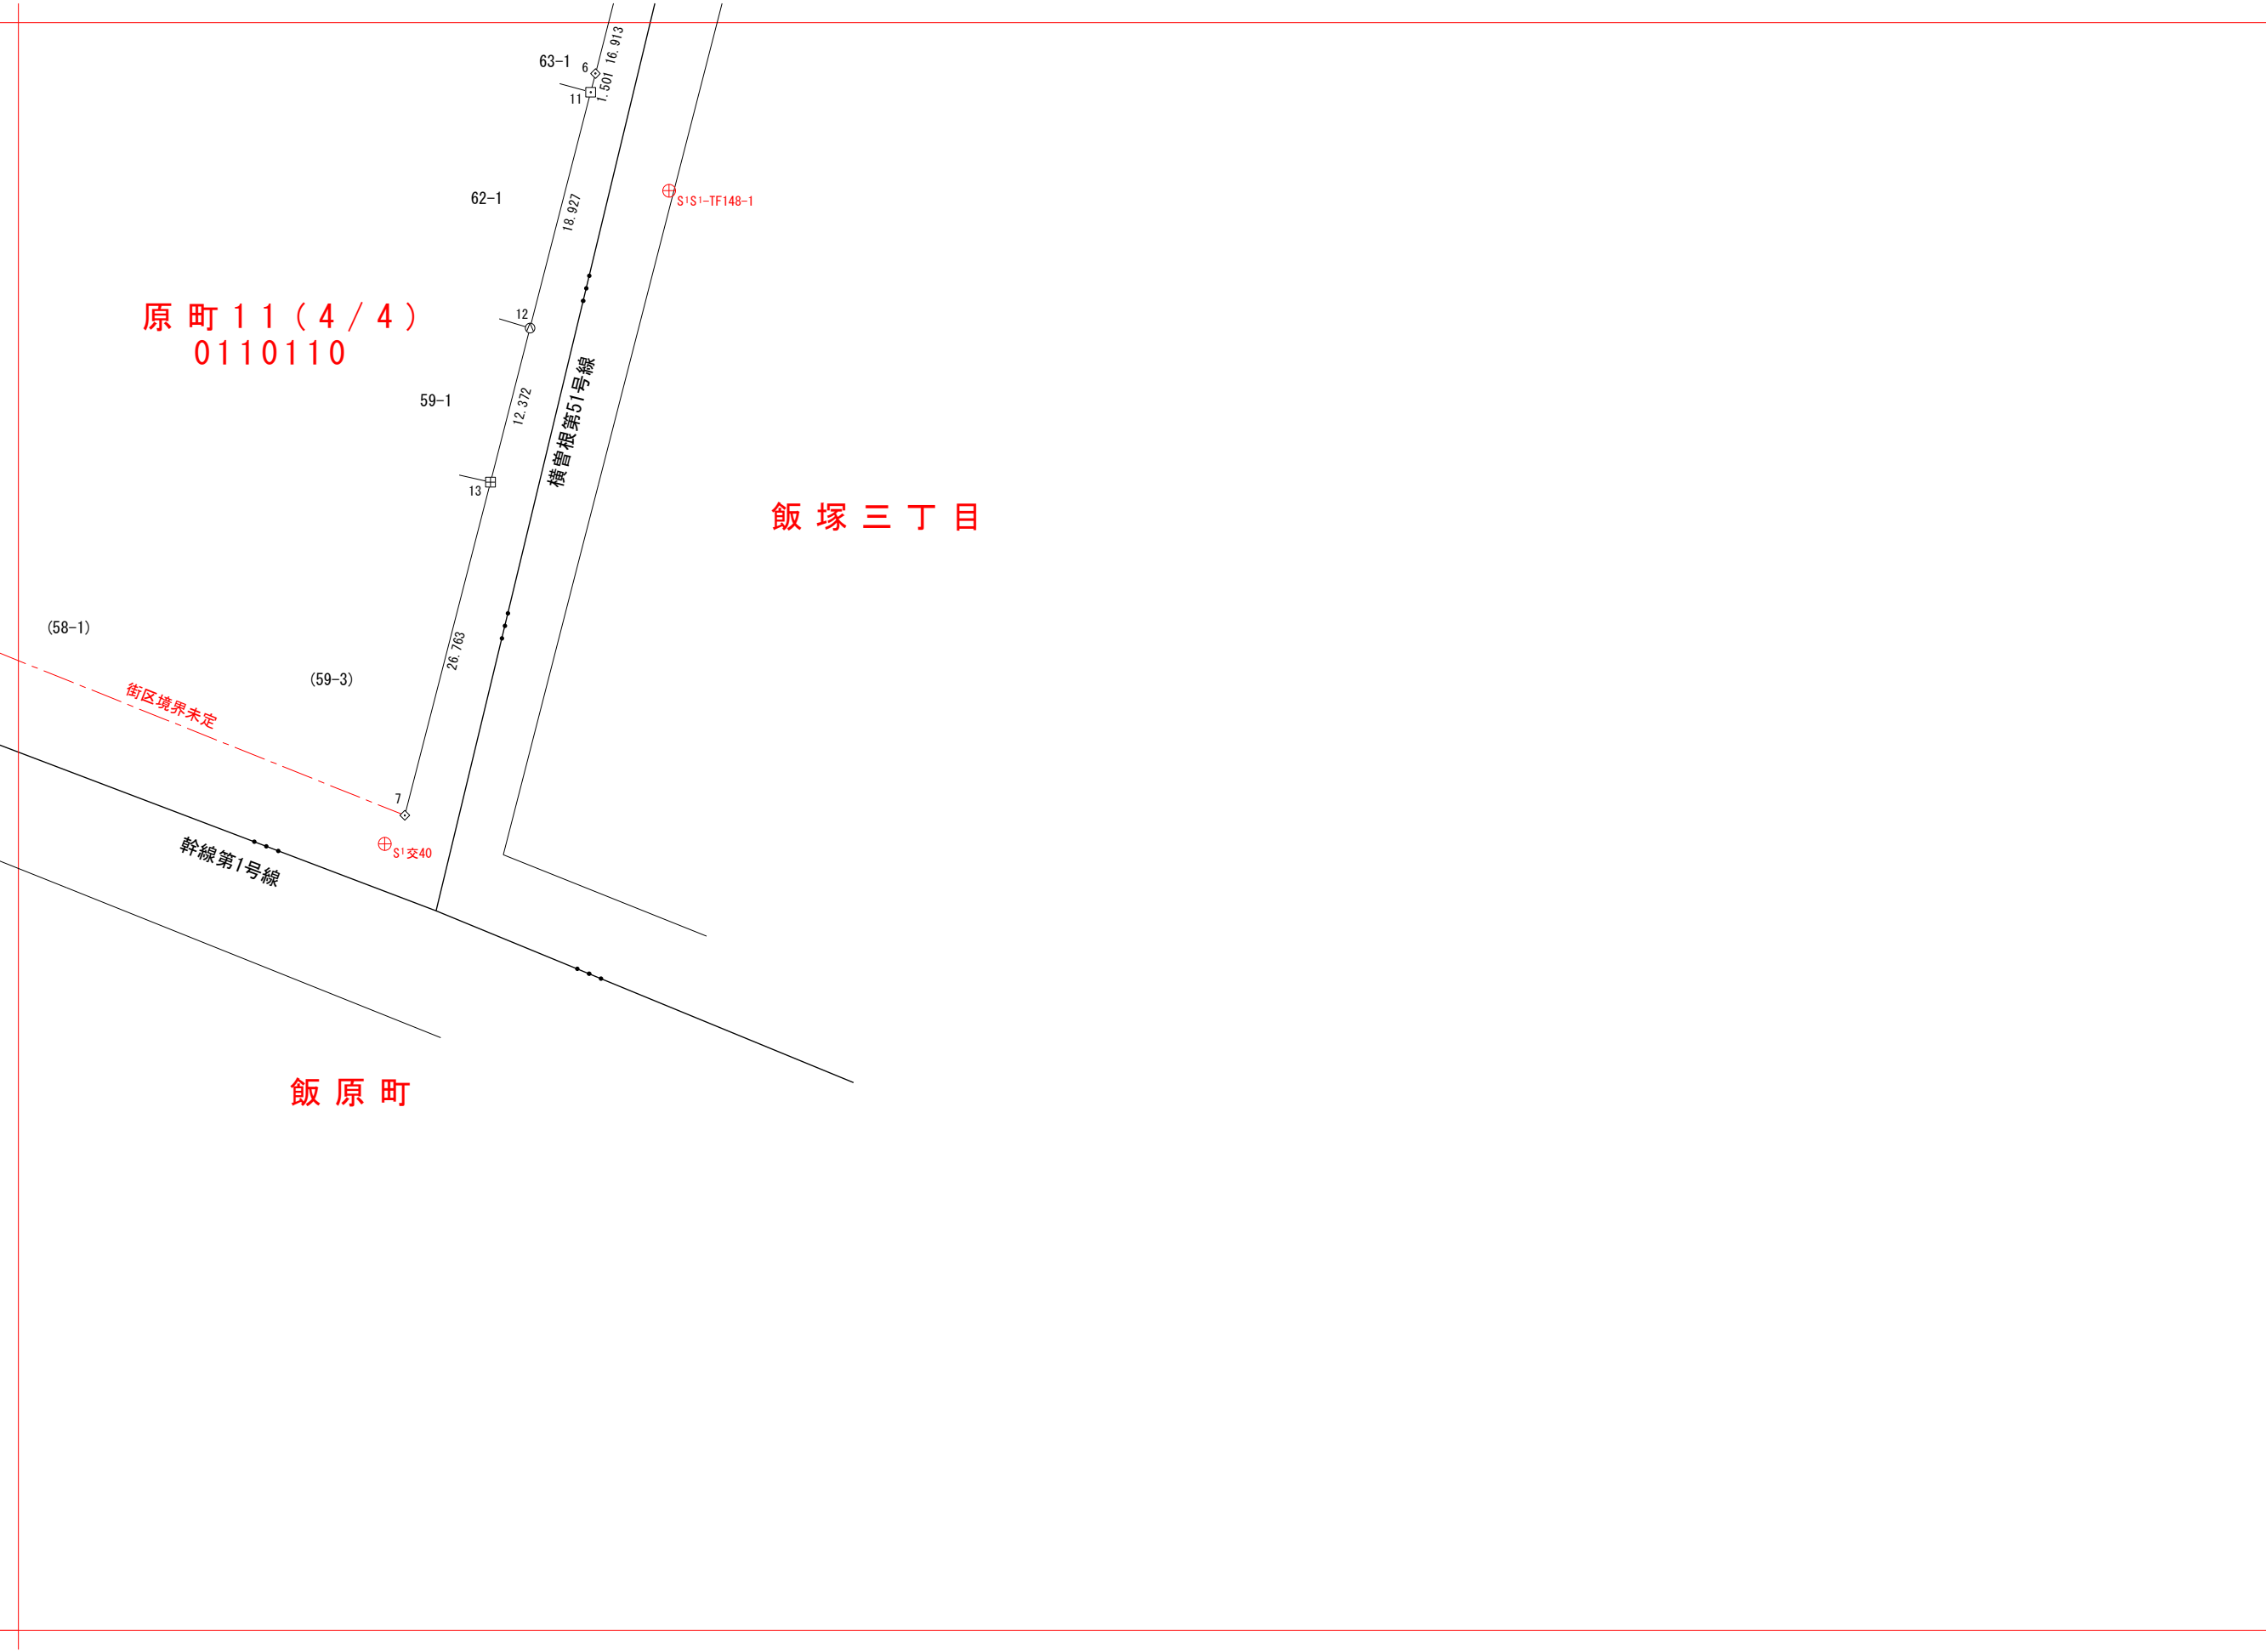 16.913
63-1
6
1.501
11
62-1
18.927
S1S1-TF148-1
原町11(4/4)
0110110
12
横曽根第51号線
12.372
59-1
13
飯塚三丁目
(58-1)
26.763
(59-3)
街区境界未定
7
幹線第1号線
S1交40
飯原町